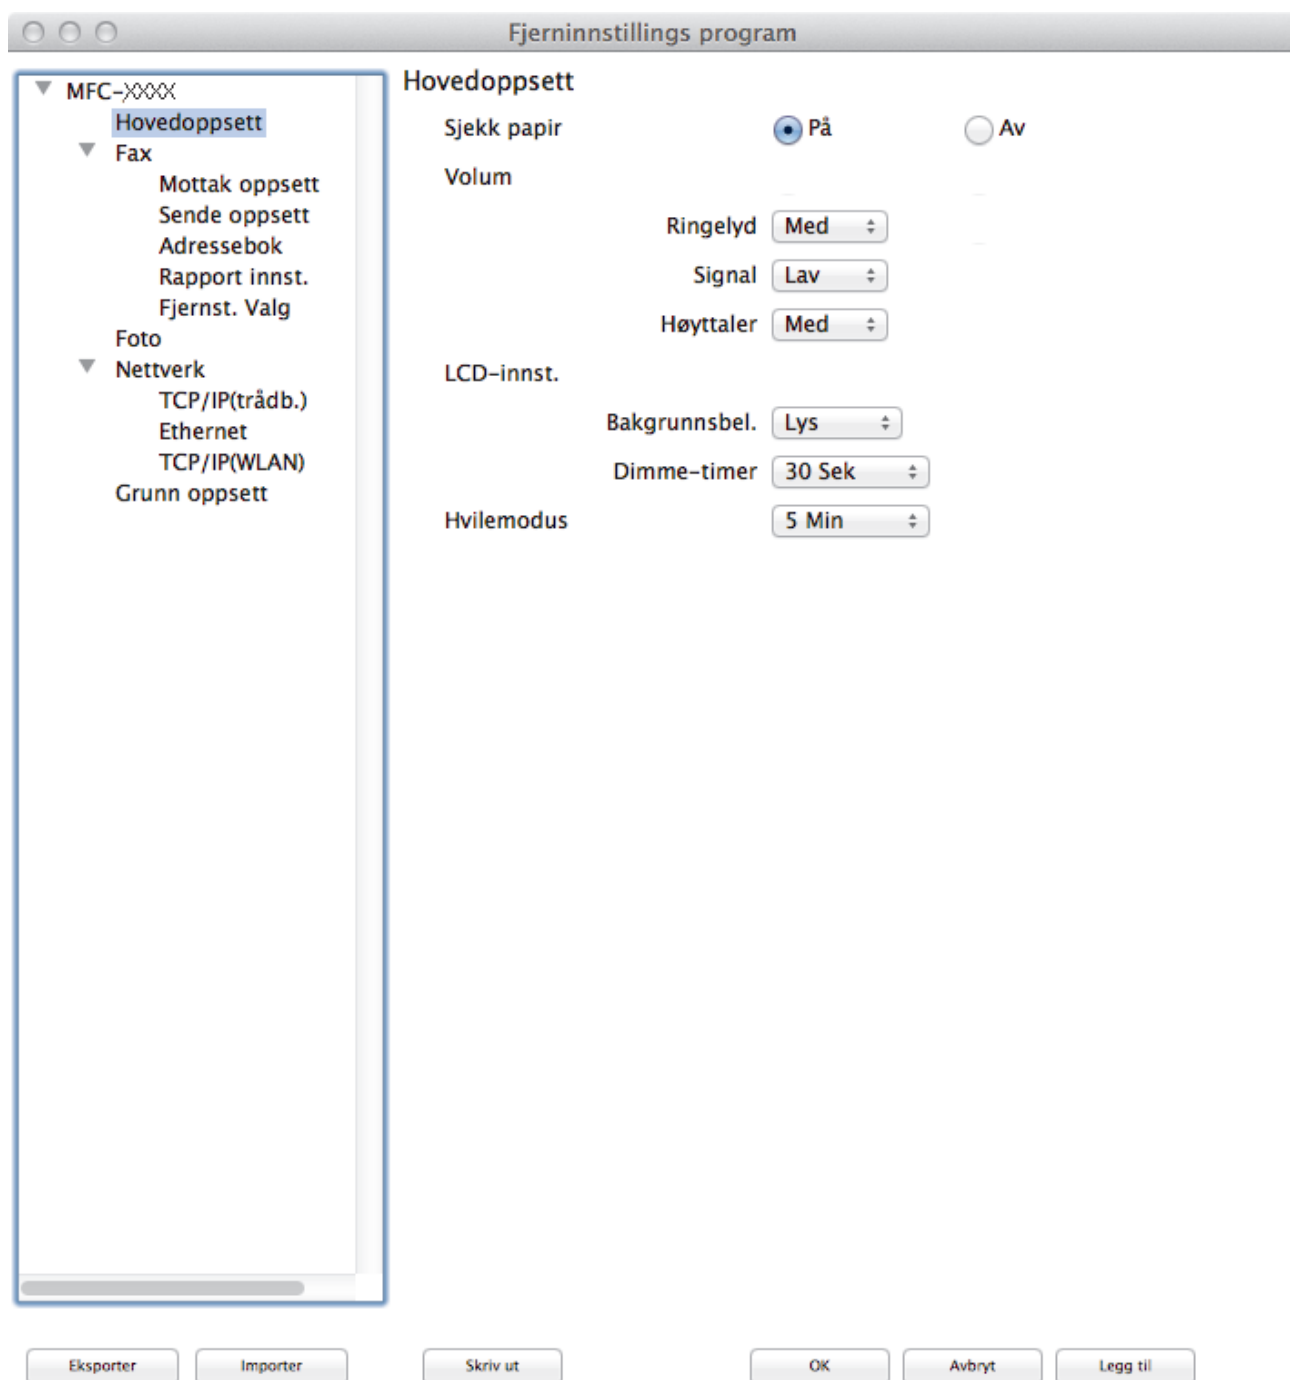 Fjerninnstillings program
MFC-XXXX
Hovedoppsett
Fax
Mottak oppsett
Sende oppsett
Adressebok
Rapport innst.
Fjernst. Valg
Foto
Nettverk
TCP/IP(trådb.)
Ethernet
TCP/IP(WLAN)
Grunn oppsett
Hovedoppsett
Sjekk papir På Av
Volum
Ringelyd Med
Signal Lav
Høyttaler Med
LCD-innst.
Bakgrunnsbel. Lys
Dimme-timer 30 Sek
Hvilemodus 5 Min
Eksporter Importer Skriv ut OK Avbryt Legg til